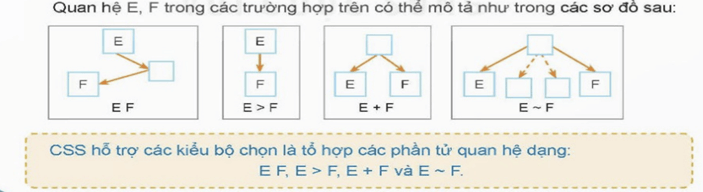 Quan hệ E, F trong các trường hợp trên có thể mô tả như trong các sơ đồ sau:
E
F
E F
E
F
E > F
E
F
E + F
E
F
E ~ F
CSS hỗ trợ các kiểu bộ chọn là tổ hợp các phần tử quan hệ dạng:
E F, E > F, E + F và E ~ F.